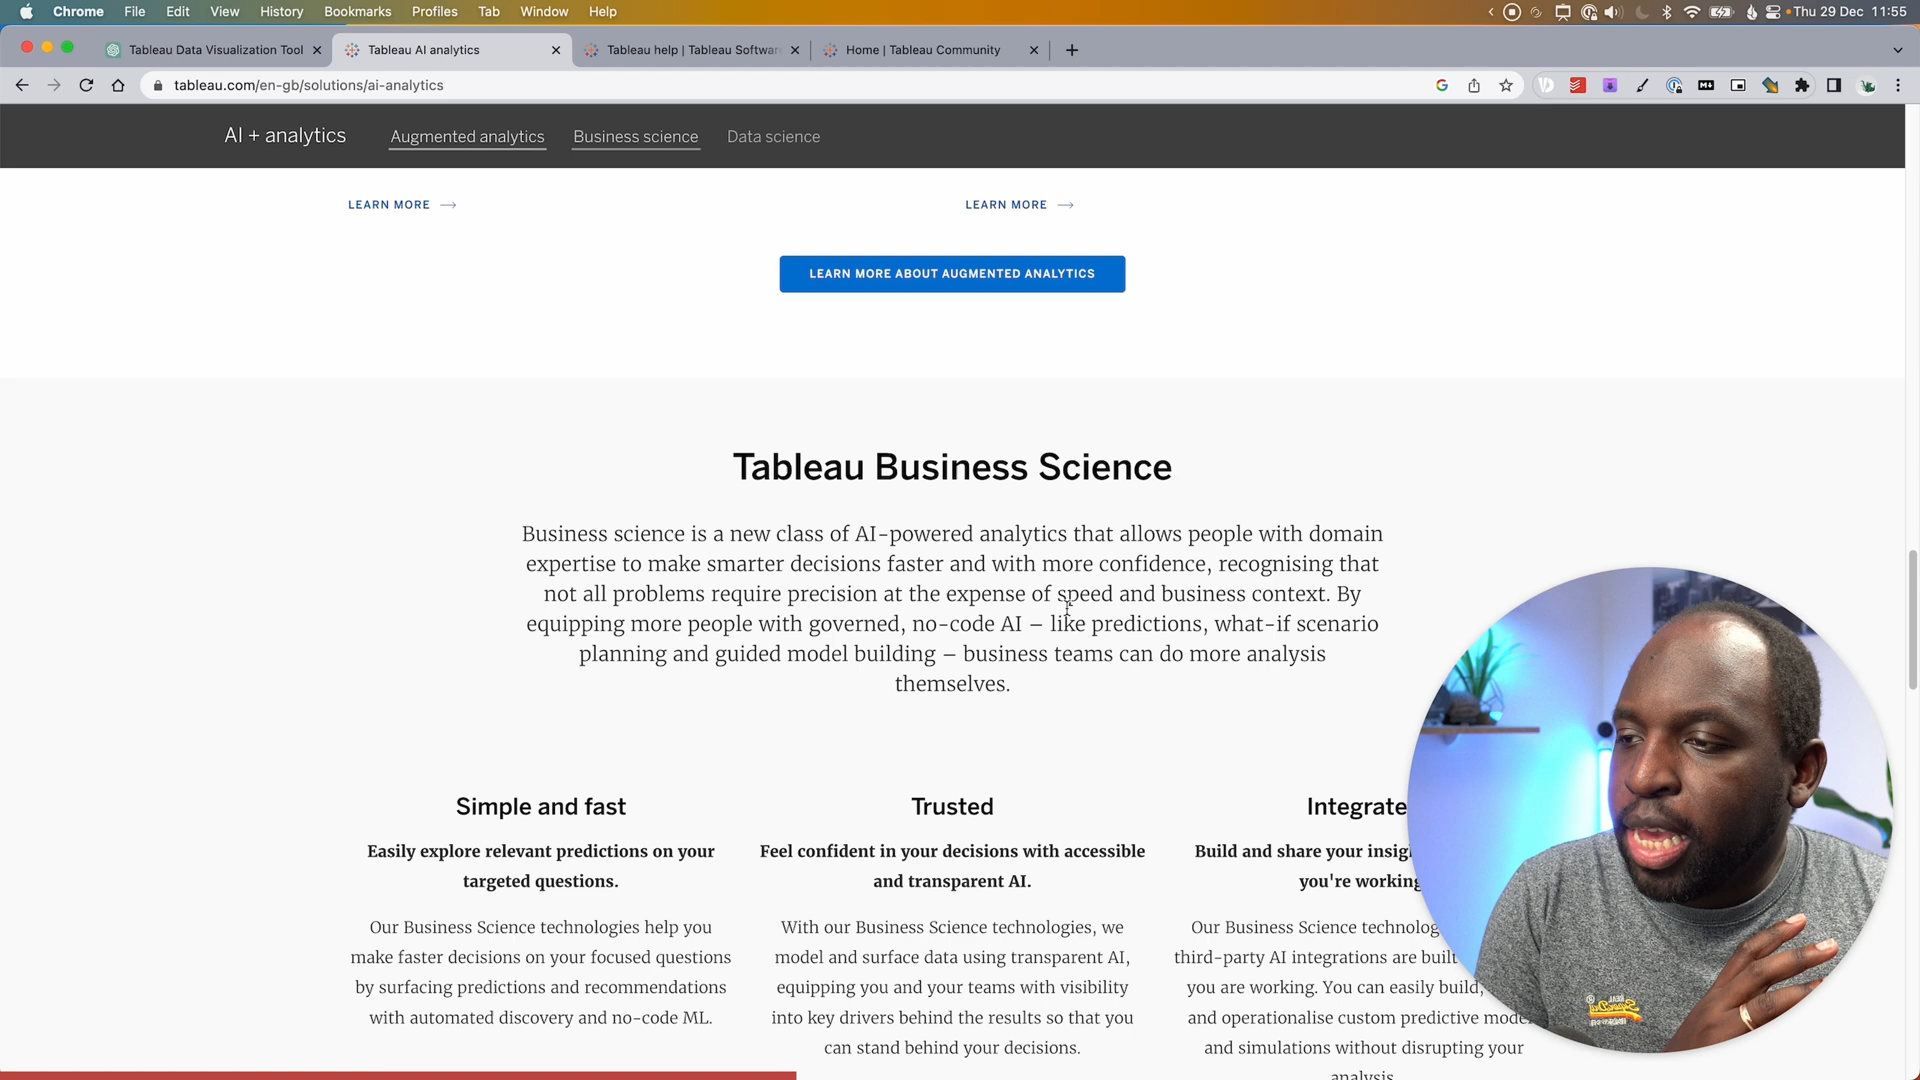 Chrome File Edit View History Bookmarks Profiles Tab Window Help Thu 29 Dec 11:55
Tableau Data Visualization Tool Tableau AI analytics Tableau help | Tableau Softwar Home | Tableau Community
tableau.com/en-gb/solutions/ai-analytics
AI + analytics Augmented analytics Business science Data science
LEARN MORE → LEARN MORE →
LEARN MORE ABOUT AUGMENTED ANALYTICS
Tableau Business Science
Business science is a new class of AI-powered analytics that allows people with domain
expertise to make smarter decisions faster and with more confidence, recognising that
not all problems require precision at the expense of speed and business context. By
equipping more people with governed, no-code AI – like predictions, what-if scenario
planning and guided model building – business teams can do more analysis
themselves.
Simple and fast
Easily explore relevant predictions on your
targeted questions.
Our Business Science technologies help you
make faster decisions on your focused questions
by surfacing predictions and recommendations
with automated discovery and no-code ML.
Trusted
Feel confident in your decisions with accessible
and transparent AI.
With our Business Science technologies, we
model and surface data using transparent AI,
equipping you and your teams with visibility
into key drivers behind the results so that you
can stand behind your decisions.
Integrate
Build and share your insig
you're working
Our Business Science technolog
third-party AI integrations are built
you are working. You can easily build,
and operationalise custom predictive mode
and simulations without disrupting your
analysis.